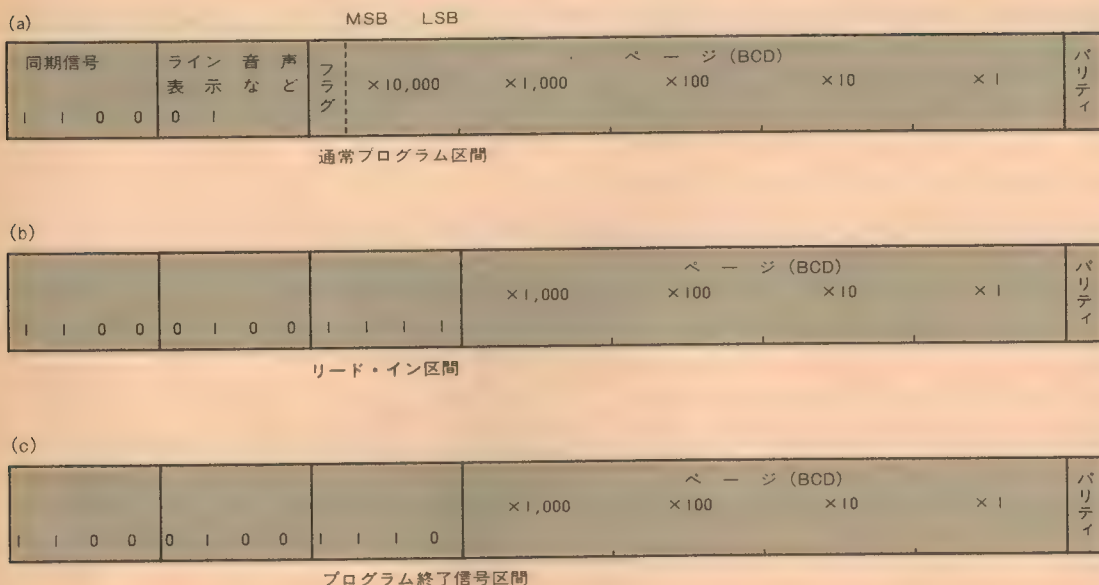 (a)
MSB LSB
同期信号 ライン 音声 フラグ ページ(BCD) パリティ
表示など ×10,000 ×1,000 ×100 ×10 ×1
1 1 0 0 0 1
通常プログラム区間
(b)
ページ(BCD) パリティ
×1,000 ×100 ×10 ×1
1 1 0 0 0 1 0 0 1 1 1 1
リード・イン区間
(c)
ページ(BCD) パリティ
×1,000 ×100 ×10 ×1
1 1 0 0 0 1 0 0 1 1 1 0
プログラム終了信号区間